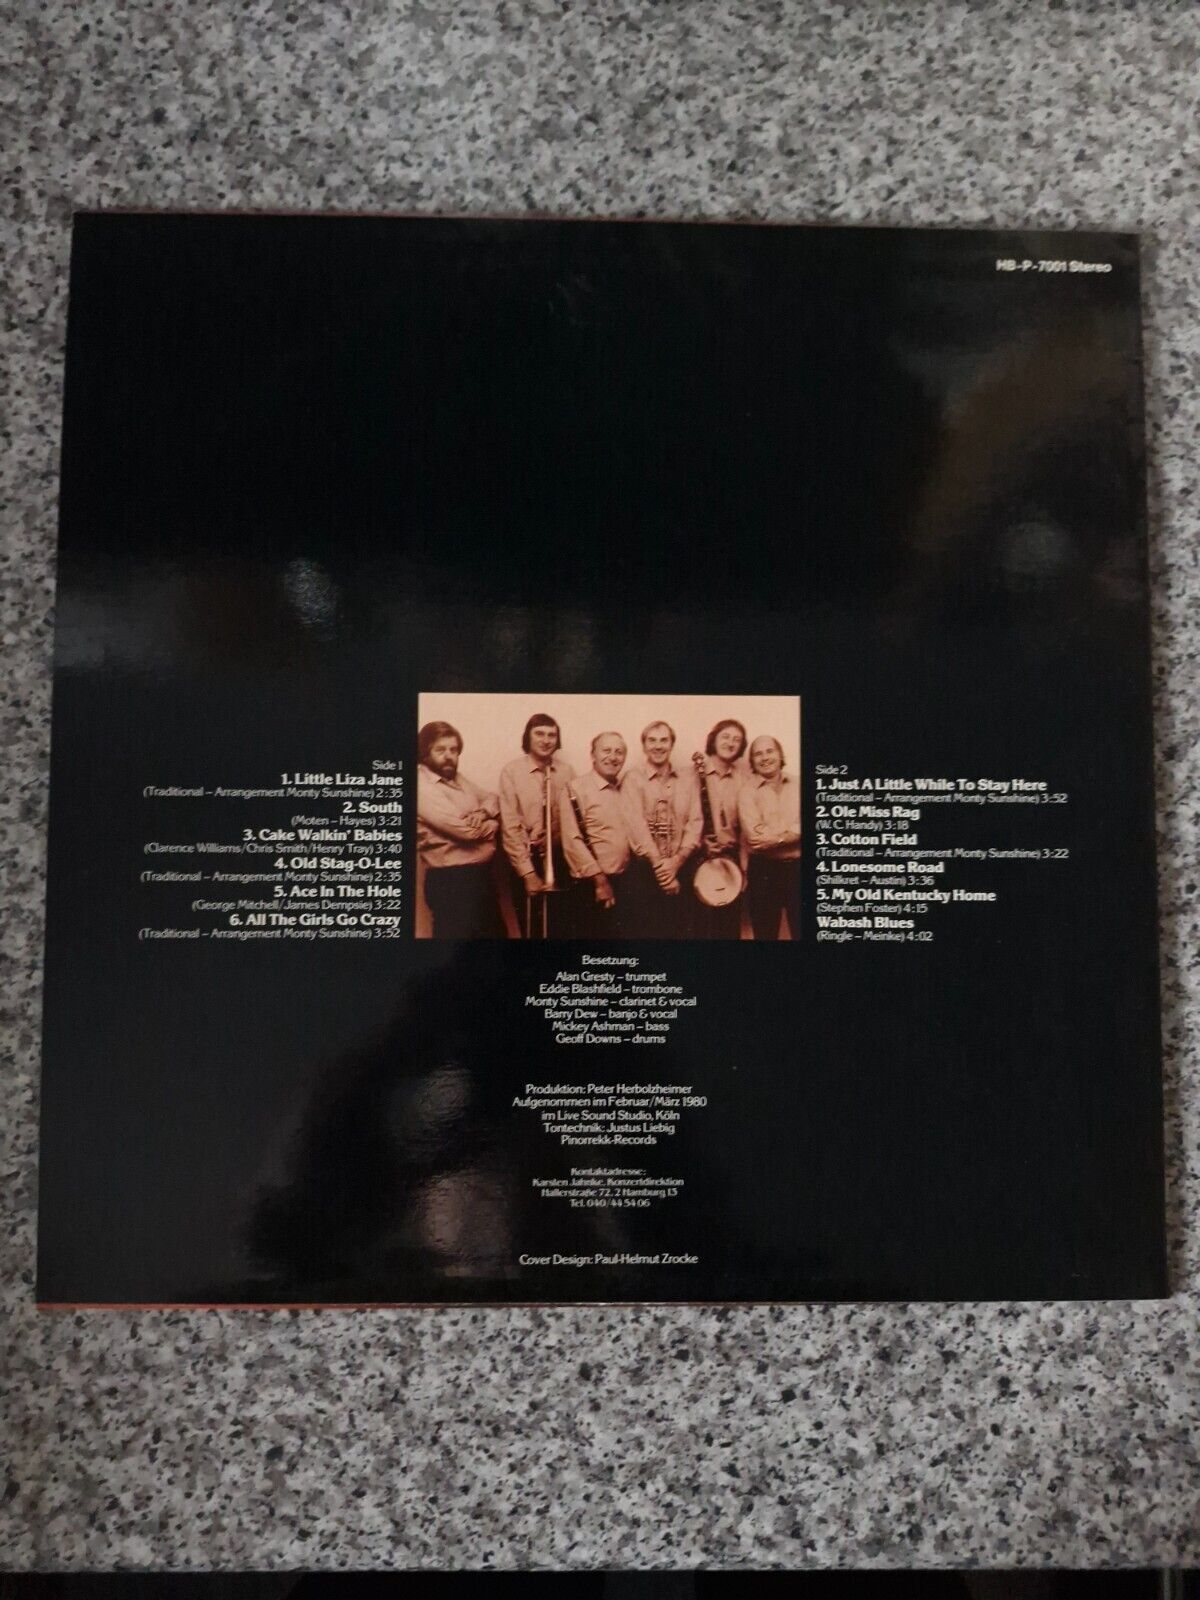 HB-P-7001 Stereo
Side 1
1. Little Liza Jane
(Traditional – Arrangement Monty Sunshine) 2:35
2. South
(Moten – Hayes) 3:21
3. Cake Walkin' Babies
(Clarence Williams/Chris Smith/Henry Tray) 3:40
4. Old Stag-O-Lee
(Traditional – Arrangement Monty Sunshine) 2:35
5. Ace In The Hole
(George Mitchell/James Dempsie) 3:22
6. All The Girls Go Crazy
(Traditional – Arrangement Monty Sunshine) 3:52
Side 2
1. Just A Little While To Stay Here
(Traditional – Arrangement Monty Sunshine) 3:52
2. Ole Miss Rag
(W. C. Handy) 3:18
3. Cotton Field
(Traditional – Arrangement Monty Sunshine) 3:22
4. Lonesome Road
(Shilkret – Austin) 3:36
5. My Old Kentucky Home
(Stephen Foster) 4:15
Wabash Blues
(Ringle – Meinke) 4:02
Besetzung:
Alan Gresty – trumpet
Eddie Blashfield – trombone
Monty Sunshine – clarinet & vocal
Barry Dew – banjo & vocal
Mickey Ashman – bass
Geoff Downs – drums
Produktion: Peter Herbolzheimer
Aufgenommen im Februar/März 1980
im Live Sound Studio, Köln
Tontechnik: Justus Liebig
Pinorrekk-Records
Kontaktadresse:
Karsten Jahnke, Konzertdirektion
Hallerstraße 72, 2 Hamburg 13
Tel. 040/44 54 06
Cover Design: Paul-Helmut Zrocke